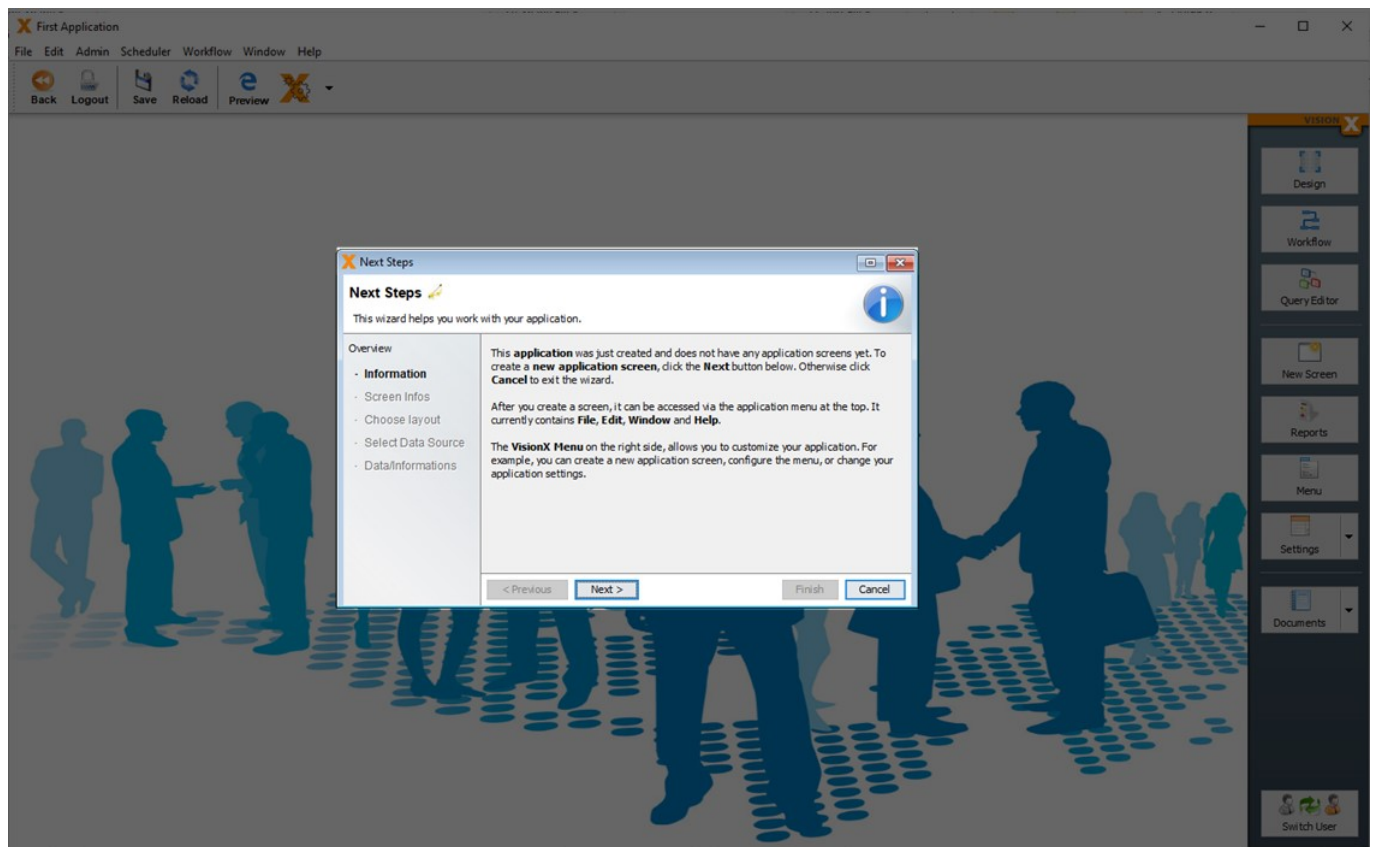 First Application
File Edit Admin Scheduler Workflow Window Help
Back Logout Save Reload Preview
VISION X
Design
Workflow
Query Editor
New Screen
Reports
Menu
Settings
Documents
Switch User
Next Steps
Next Steps
This wizard helps you work with your application.
Overview
· Information
· Screen Infos
· Choose layout
· Select Data Source
· Data/Informations
This application was just created and does not have any application screens yet. To
create a new application screen, click the Next button below. Otherwise click
Cancel to exit the wizard.
After you create a screen, it can be accessed via the application menu at the top. It
currently contains File, Edit, Window and Help.
The VisionX Menu on the right side, allows you to customize your application. For
example, you can create a new application screen, configure the menu, or change your
application settings.
< Previous Next > Finish Cancel